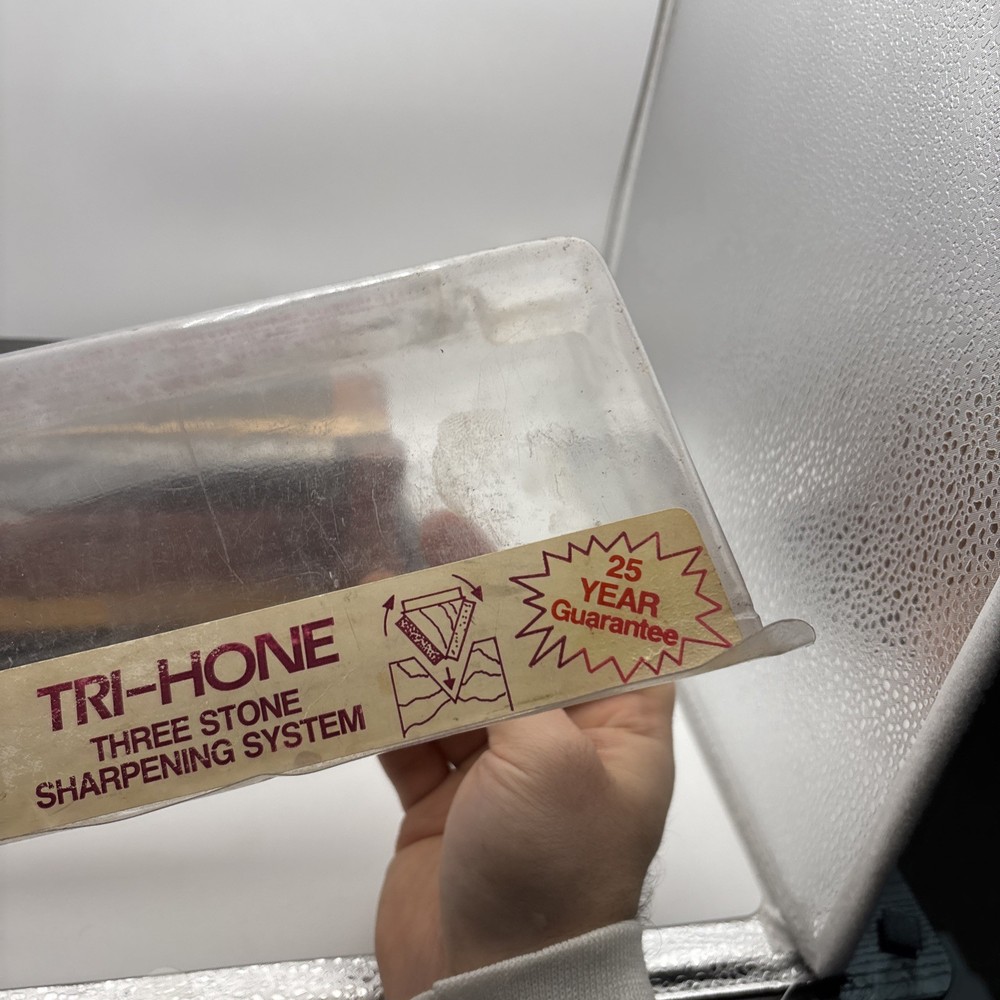 TRI-HONE
THREE STONE
SHARPENING SYSTEM
25
YEAR
Guarantee